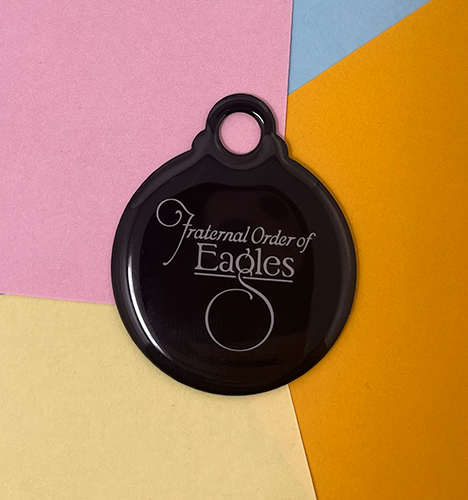 Fraternal Order of
Eagles